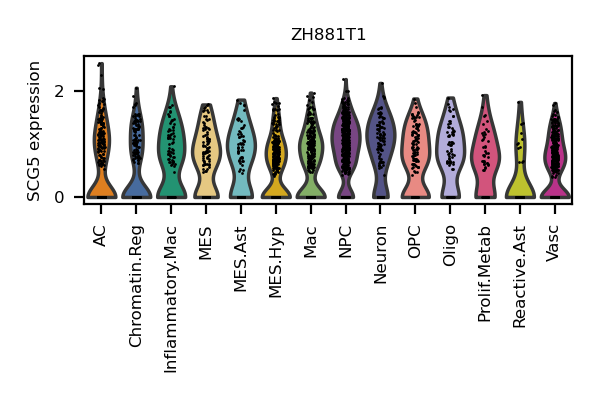 ZH881T1
SCG5 expression
2
0
AC
Chromatin.Reg
Inflammatory.Mac
MES
MES.Ast
MES.Hyp
Mac
NPC
Neuron
OPC
Oligo
Prolif.Metab
Reactive.Ast
Vasc